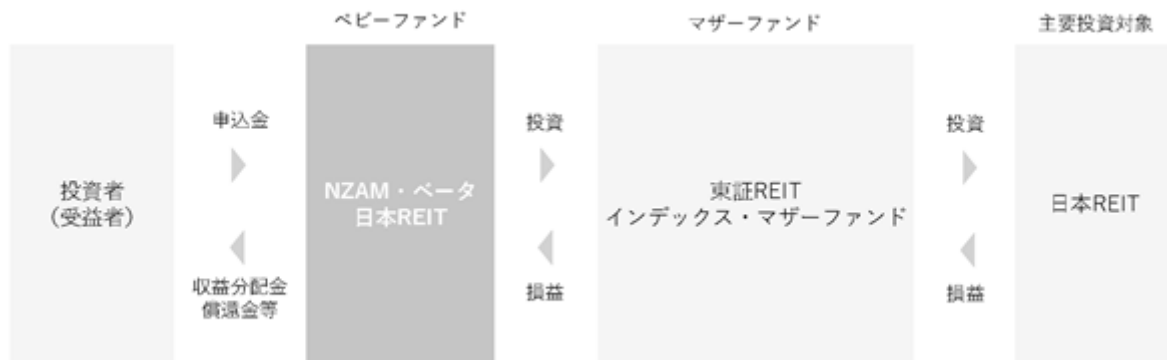 ベビーファンド
マザーファンド
主要投資対象
投資者
(受益者)
申込金
収益分配金
償還金等
NZAM・ベータ
日本REIT
投資
損益
東証REIT
インデックス・マザーファンド
投資
損益
日本REIT